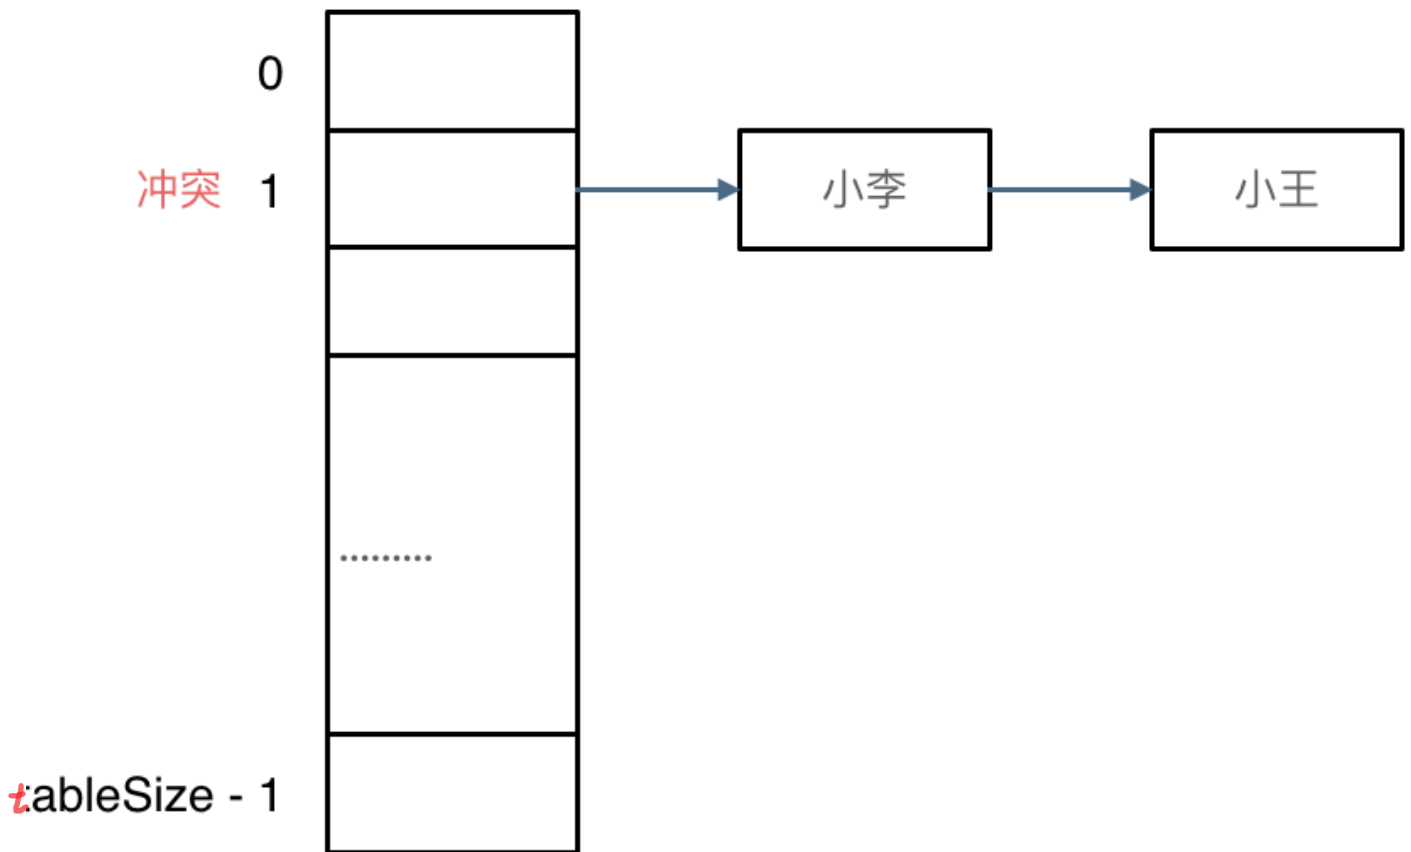 0
冲突 1
小李
小王
.........
tableSize - 1